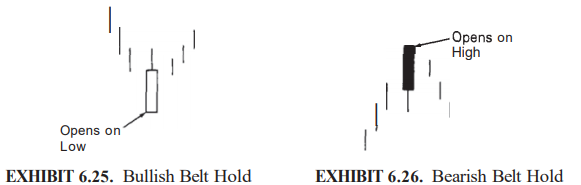 Opens on
Low
EXHIBIT 6.25. Bullish Belt Hold
Opens on
High
EXHIBIT 6.26. Bearish Belt Hold